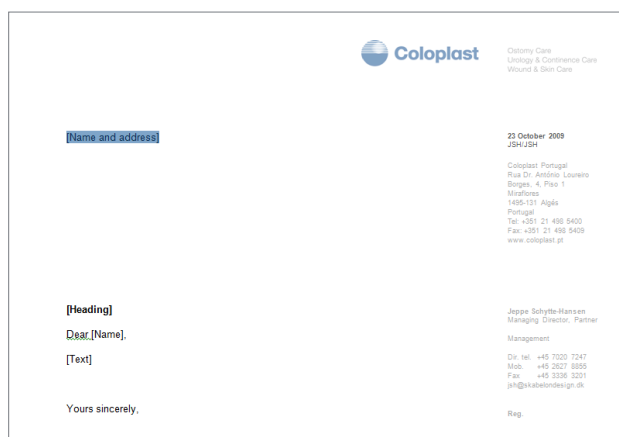 Coloplast
Ostomy Care
Urology & Continence Care
Wound & Skin Care
[Name and address]
23 October 2009
JSH/JSH
Coloplast Portugal
Rua Dr. António Loureiro
Borges, 4, Piso 1
Miraflores
1495-131 Algés
Portugal
Tel: +351 21 498 5400
Fax: +351 21 498 5409
www.coloplast.pt
[Heading]
Dear [Name],
[Text]
Yours sincerely,
Jeppe Schytte-Hansen
Managing Director, Partner
Management
Dir. tel. +45 7020 7247
Mob. +45 2627 8855
Fax +45 3336 3201
jsh@skabelondesign.dk
Reg.